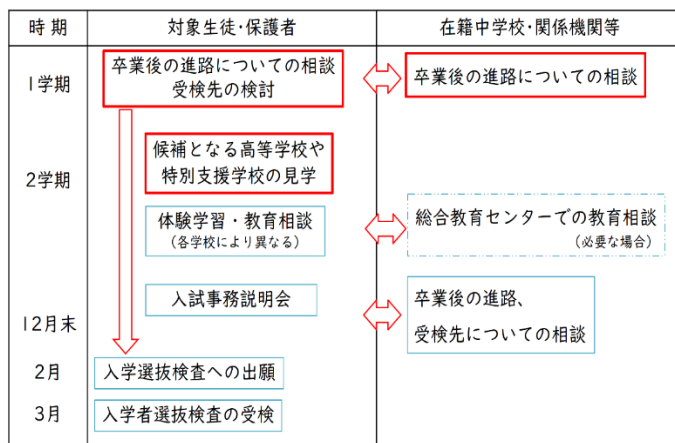 時期
対象生徒・保護者
在籍中学校・関係機関等
1学期
卒業後の進路についての相談
受検先の検討
卒業後の進路についての相談
2学期
候補となる高等学校や
特別支援学校の見学
体験学習・教育相談
(各学校により異なる)
総合教育センターでの教育相談
(必要な場合)
入試事務説明会
12月末
卒業後の進路、
受検先についての相談
2月
入学選抜検査への出願
3月
入学者選抜検査の受検